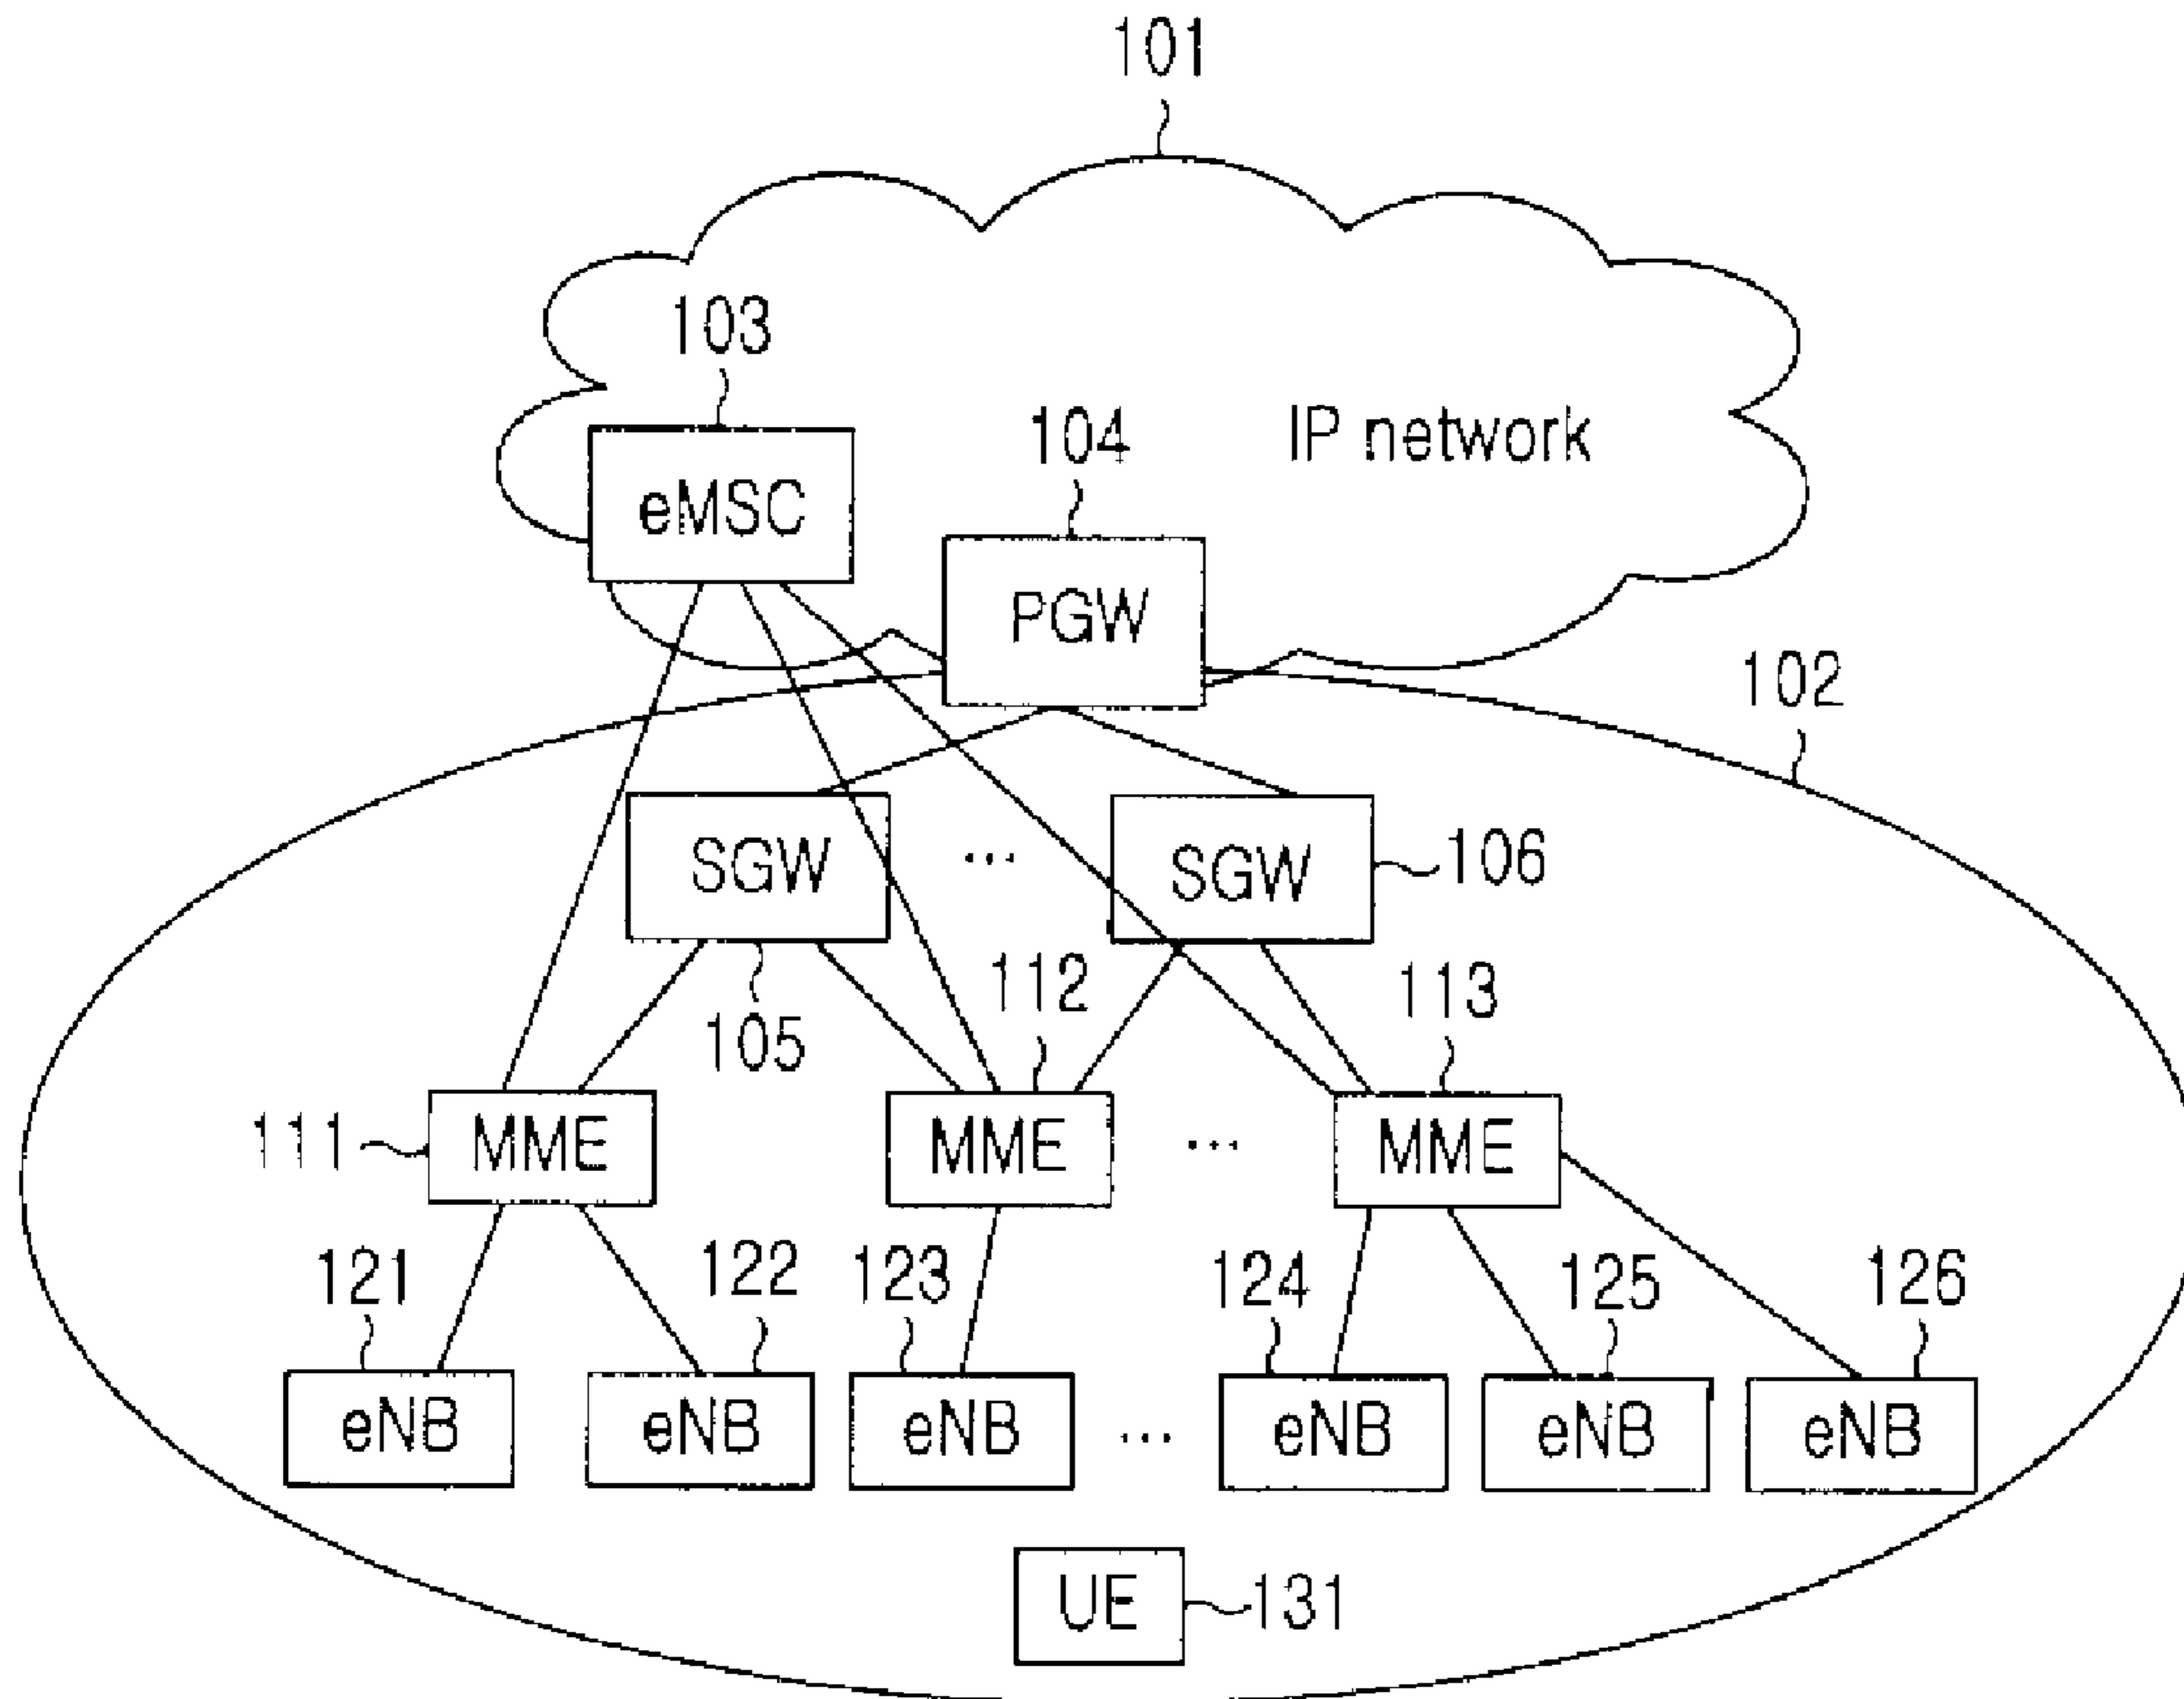 101
103
104
IP network
eMSC
PGW
102
SGW
...
SGW
106
105
112
113
111
MME
MME
...
MME
121
122
123
124
125
126
eNB
eNB
eNB
...
eNB
eNB
eNB
UE
131